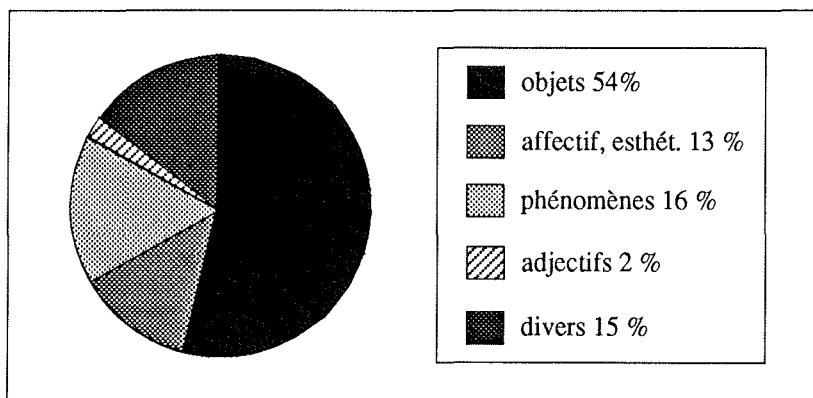 objets 54%
affectif, esthét. 13 %
phénomènes 16 %
adjectifs 2 %
divers 15 %